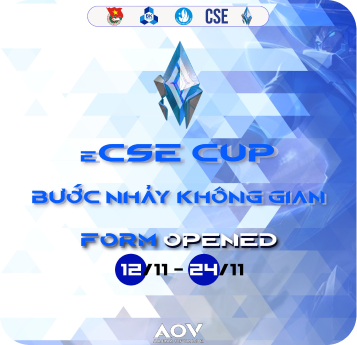 CSE
eCSE CUP
BƯỚC NHẢY KHÔNG GIAN
FORM OPENED
12/11 - 24/11
AOV